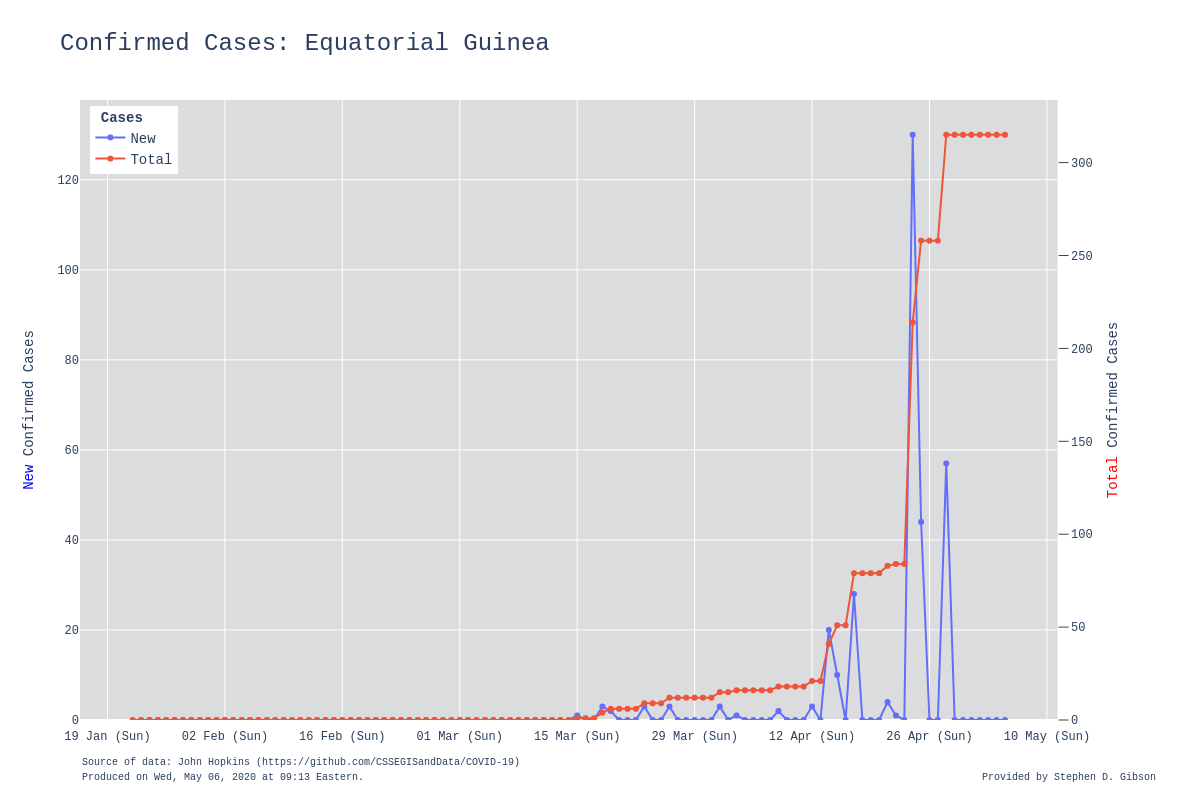 Confirmed Cases: Equatorial Guinea
Cases
New
Total
120
100
80
60
40
20
0
300
250
200
150
100
50
0
New Confirmed Cases
Total Confirmed Cases
19 Jan (Sun) 02 Feb (Sun) 16 Feb (Sun) 01 Mar (Sun) 15 Mar (Sun) 29 Mar (Sun) 12 Apr (Sun) 26 Apr (Sun) 10 May (Sun)
Source of data: John Hopkins (https://github.com/CSSEGISandData/COVID-19)
Produced on Wed, May 06, 2020 at 09:13 Eastern.
Provided by Stephen D. Gibson